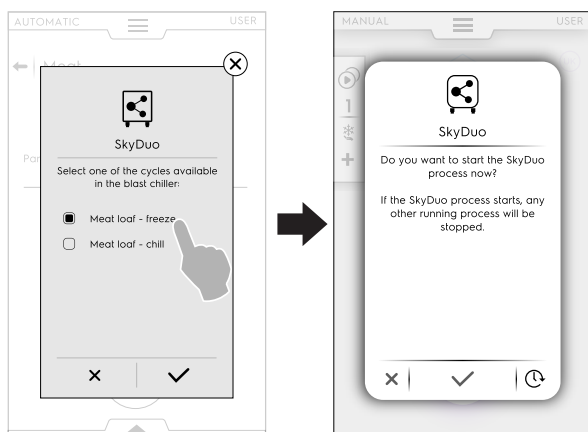 AUTOMATIC
USER
Meat
SkyDuo
Select one of the cycles available
in the blast chiller:
Meat loaf - freeze
Meat loaf - chill
MANUAL
USER
1
SkyDuo
Do you want to start the SkyDuo
process now?
If the SkyDuo process starts, any
other running process will be
stopped.